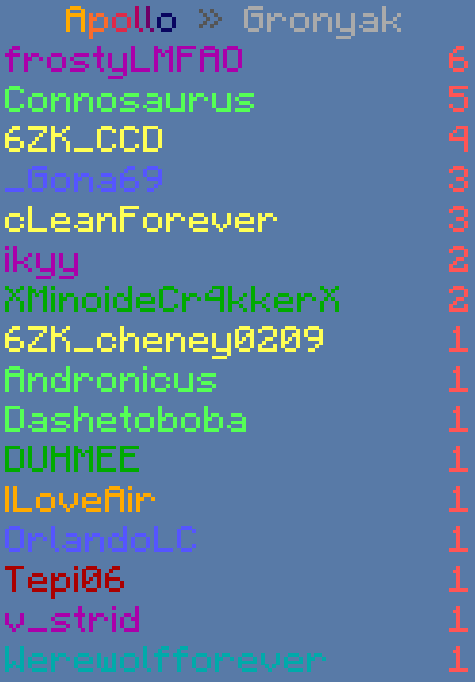 Apollo » Gronyak
frostyLMFAO 6
Connosaurus 5
6ZK_CCD 4
_Gona69 3
cLeanForever 3
ikyy 2
XMinoideCr4kkerX 2
6ZK_cheney0209 1
Andronicus 1
Dashetoboba 1
DUHMEE 1
ILoveAir 1
OrlandoLC 1
Tepi06 1
v_strid 1
Werewolfforever 1